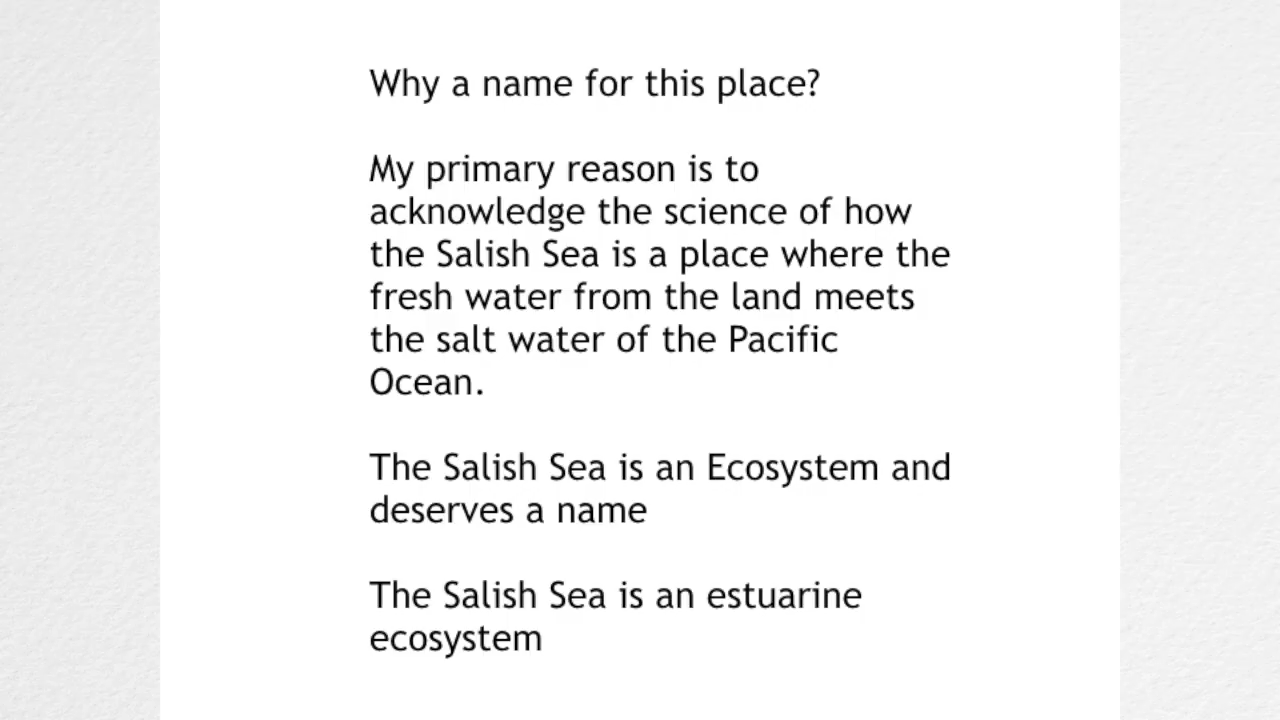 Why a name for this place?
My primary reason is to
acknowledge the science of how
the Salish Sea is a place where the
fresh water from the land meets
the salt water of the Pacific
Ocean.
The Salish Sea is an Ecosystem and
deserves a name
The Salish Sea is an estuarine
ecosystem